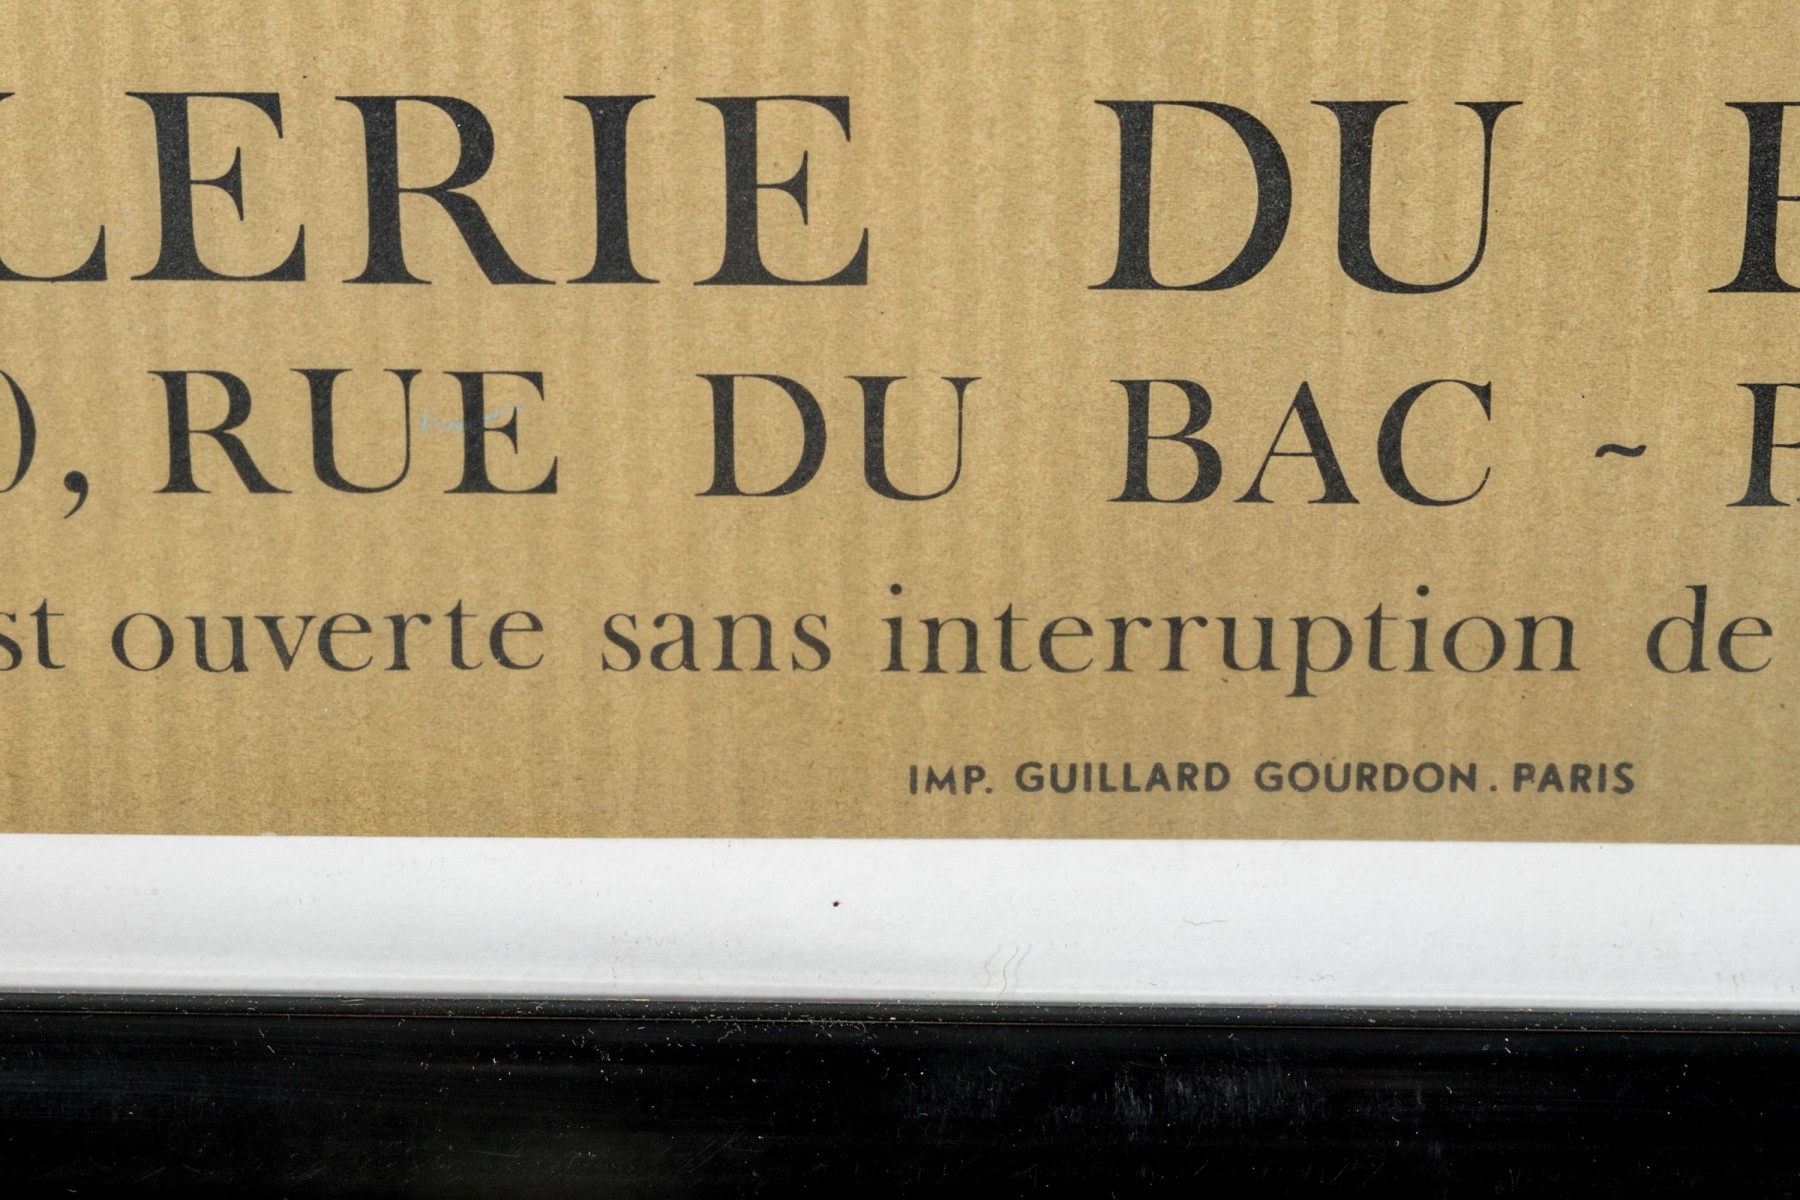 LERIE DU
, RUE DU BAC ~
st ouverte sans interruption de
IMP. GUILLARD GOURDON. PARIS